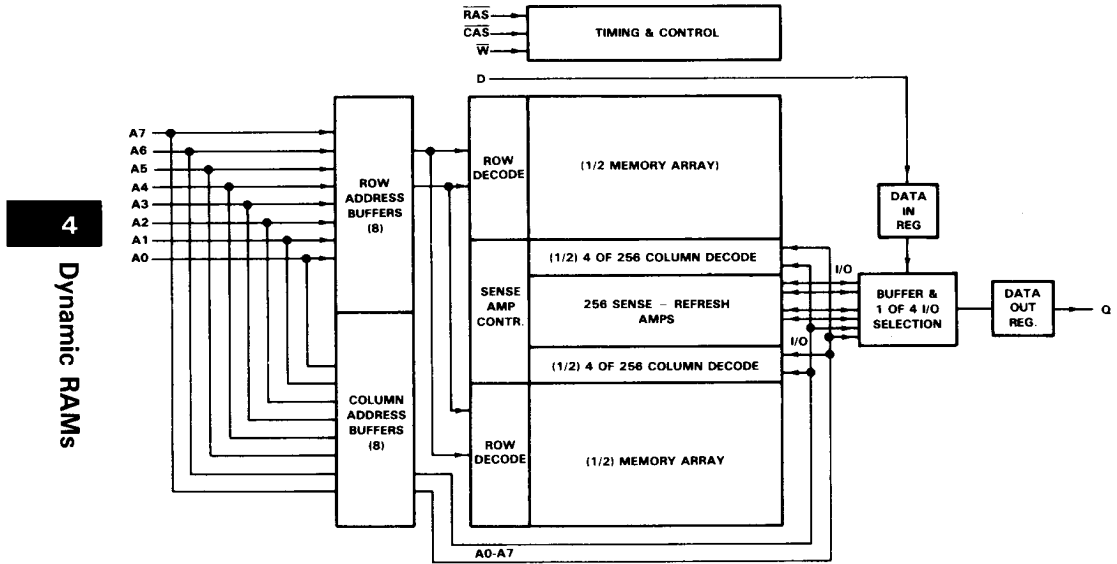 RAS
CAS
W
TIMING & CONTROL
D
A7
A6
A5
A4
A3
A2
A1
A0
ROW
ADDRESS
BUFFERS
(8)
COLUMN
ADDRESS
BUFFERS
(8)
ROW
DECODE
(1/2 MEMORY ARRAY)
SENSE
AMP
CONTR.
(1/2) 4 OF 256 COLUMN DECODE
256 SENSE – REFRESH
AMPS
(1/2) 4 OF 256 COLUMN DECODE
ROW
DECODE
(1/2) MEMORY ARRAY
A0-A7
I/O
I/O
DATA
IN
REG
BUFFER &
1 OF 4 I/O
SELECTION
DATA
OUT
REG.
Q
4
Dynamic RAMs